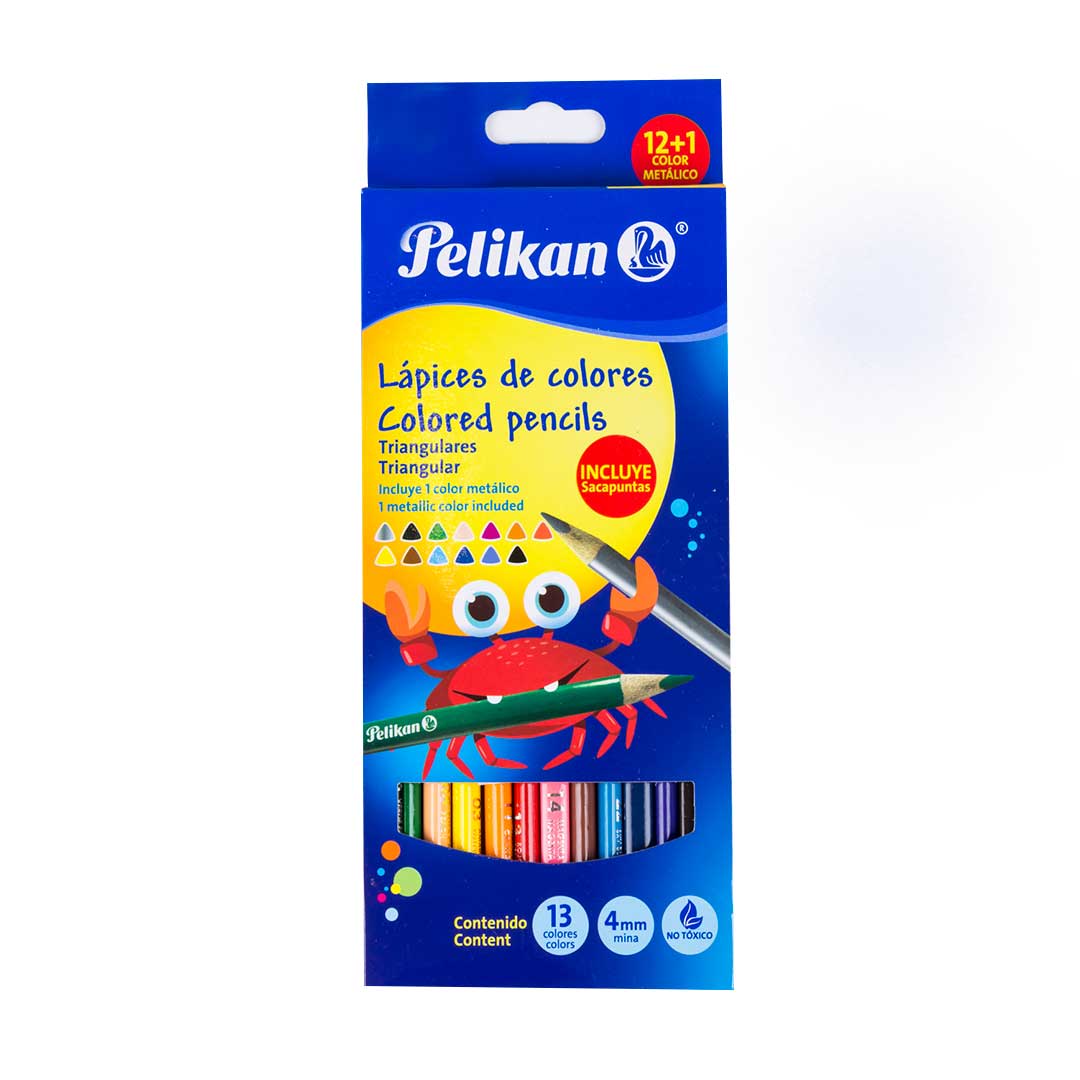 12+1
COLOR
METÁLICO
Pelikan ®
Lápices de colores
Colored pencils
Triangulares
Triangular
INCLUYE
Sacapuntas
Incluye 1 color metálico
1 metallic color included
Pelikan
14
Contenido
Content
13
colores
colors
4mm
mina
NO TÓXICO